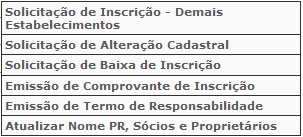 Solicitação de Inscrição - Demais
Estabelecimentos
Solicitação de Alteração Cadastral
Solicitação de Baixa de Inscrição
Emissão de Comprovante de Inscrição
Emissão de Termo de Responsabilidade
Atualizar Nome PR, Sócios e Proprietários